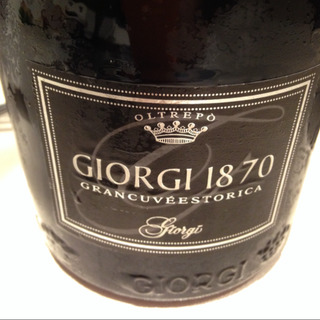 OLTREPÒ
GIORGI 1870
GRANCUVÉESTORICA
Giorgi
GIORGI